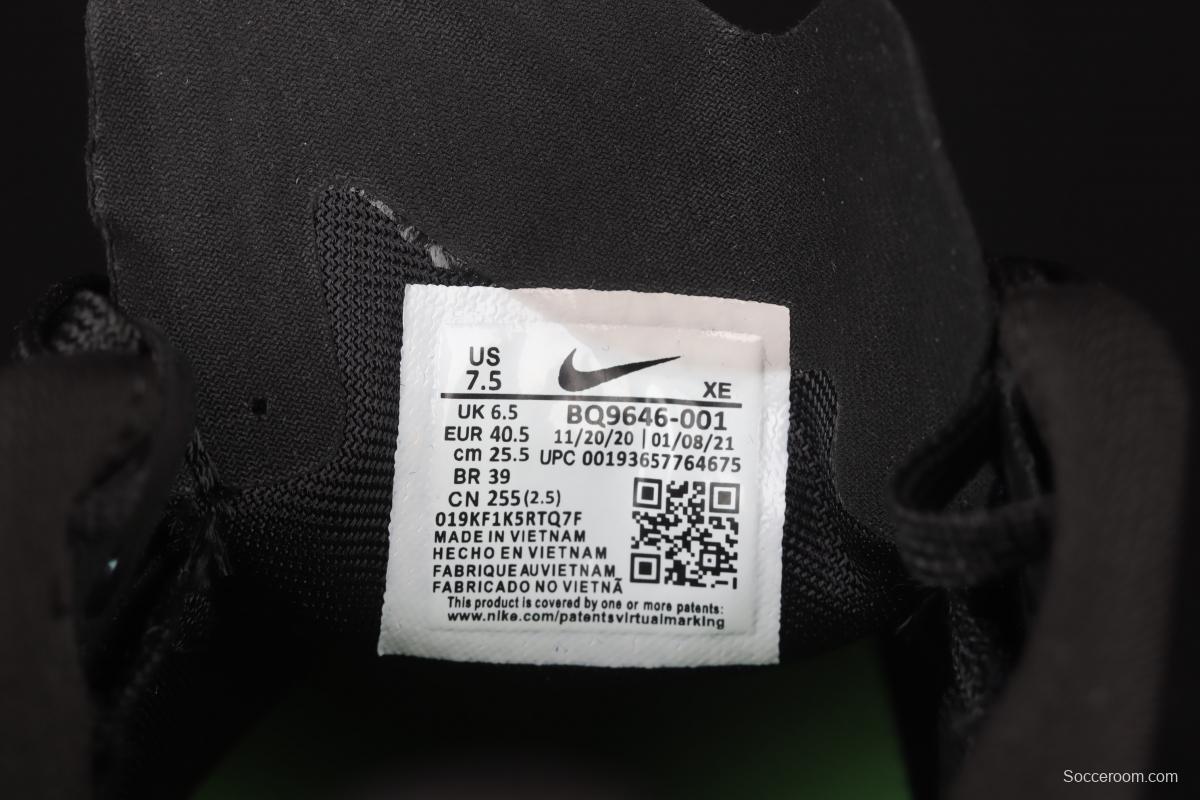 US
7.5
XE
UK 6.5
BQ9646-001
EUR 40.5
11/20/20 | 01/08/21
cm 25.5
UPC 00193657764675
BR 39
CN 255(2.5)
019KF1K5RTQ7F
MADE IN VIETNAM
HECHO EN VIETNAM
FABRIQUE AU VIETNAM
FABRICADO NO VIETNÃ
This product is covered by one or more patents:
www.nike.com/patentsvirtualmarking
Socceroom.com